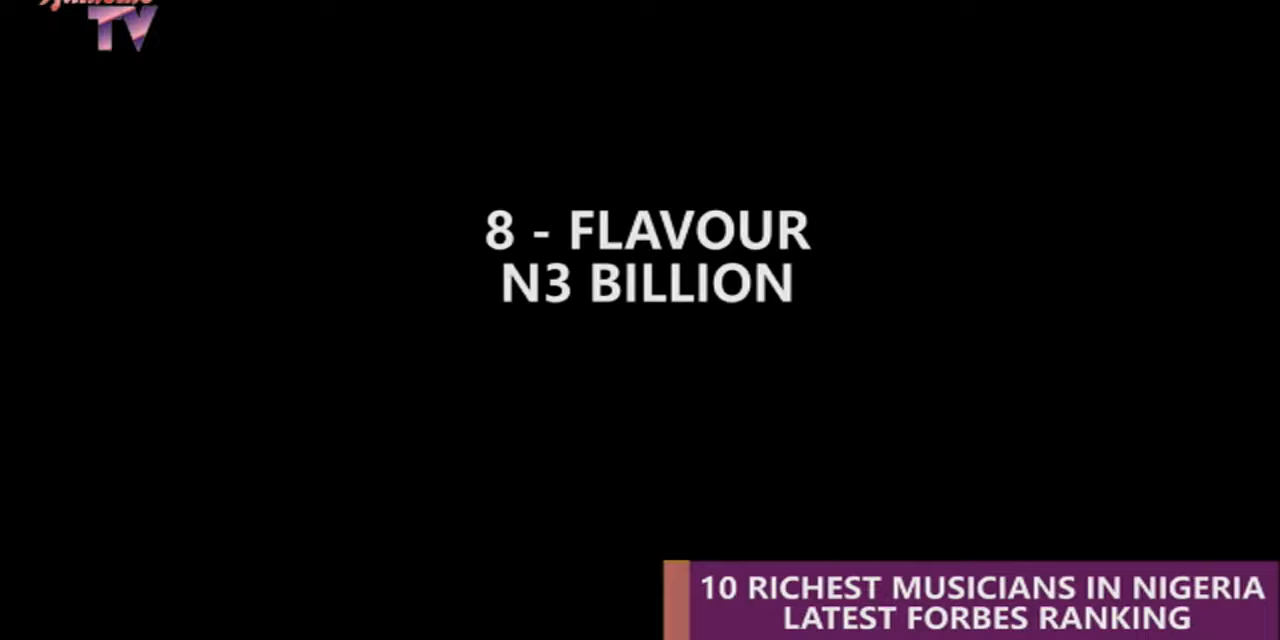 TV
8 - FLAVOUR
N3 BILLION
10 RICHEST MUSICIANS IN NIGERIA
LATEST FORBES RANKING